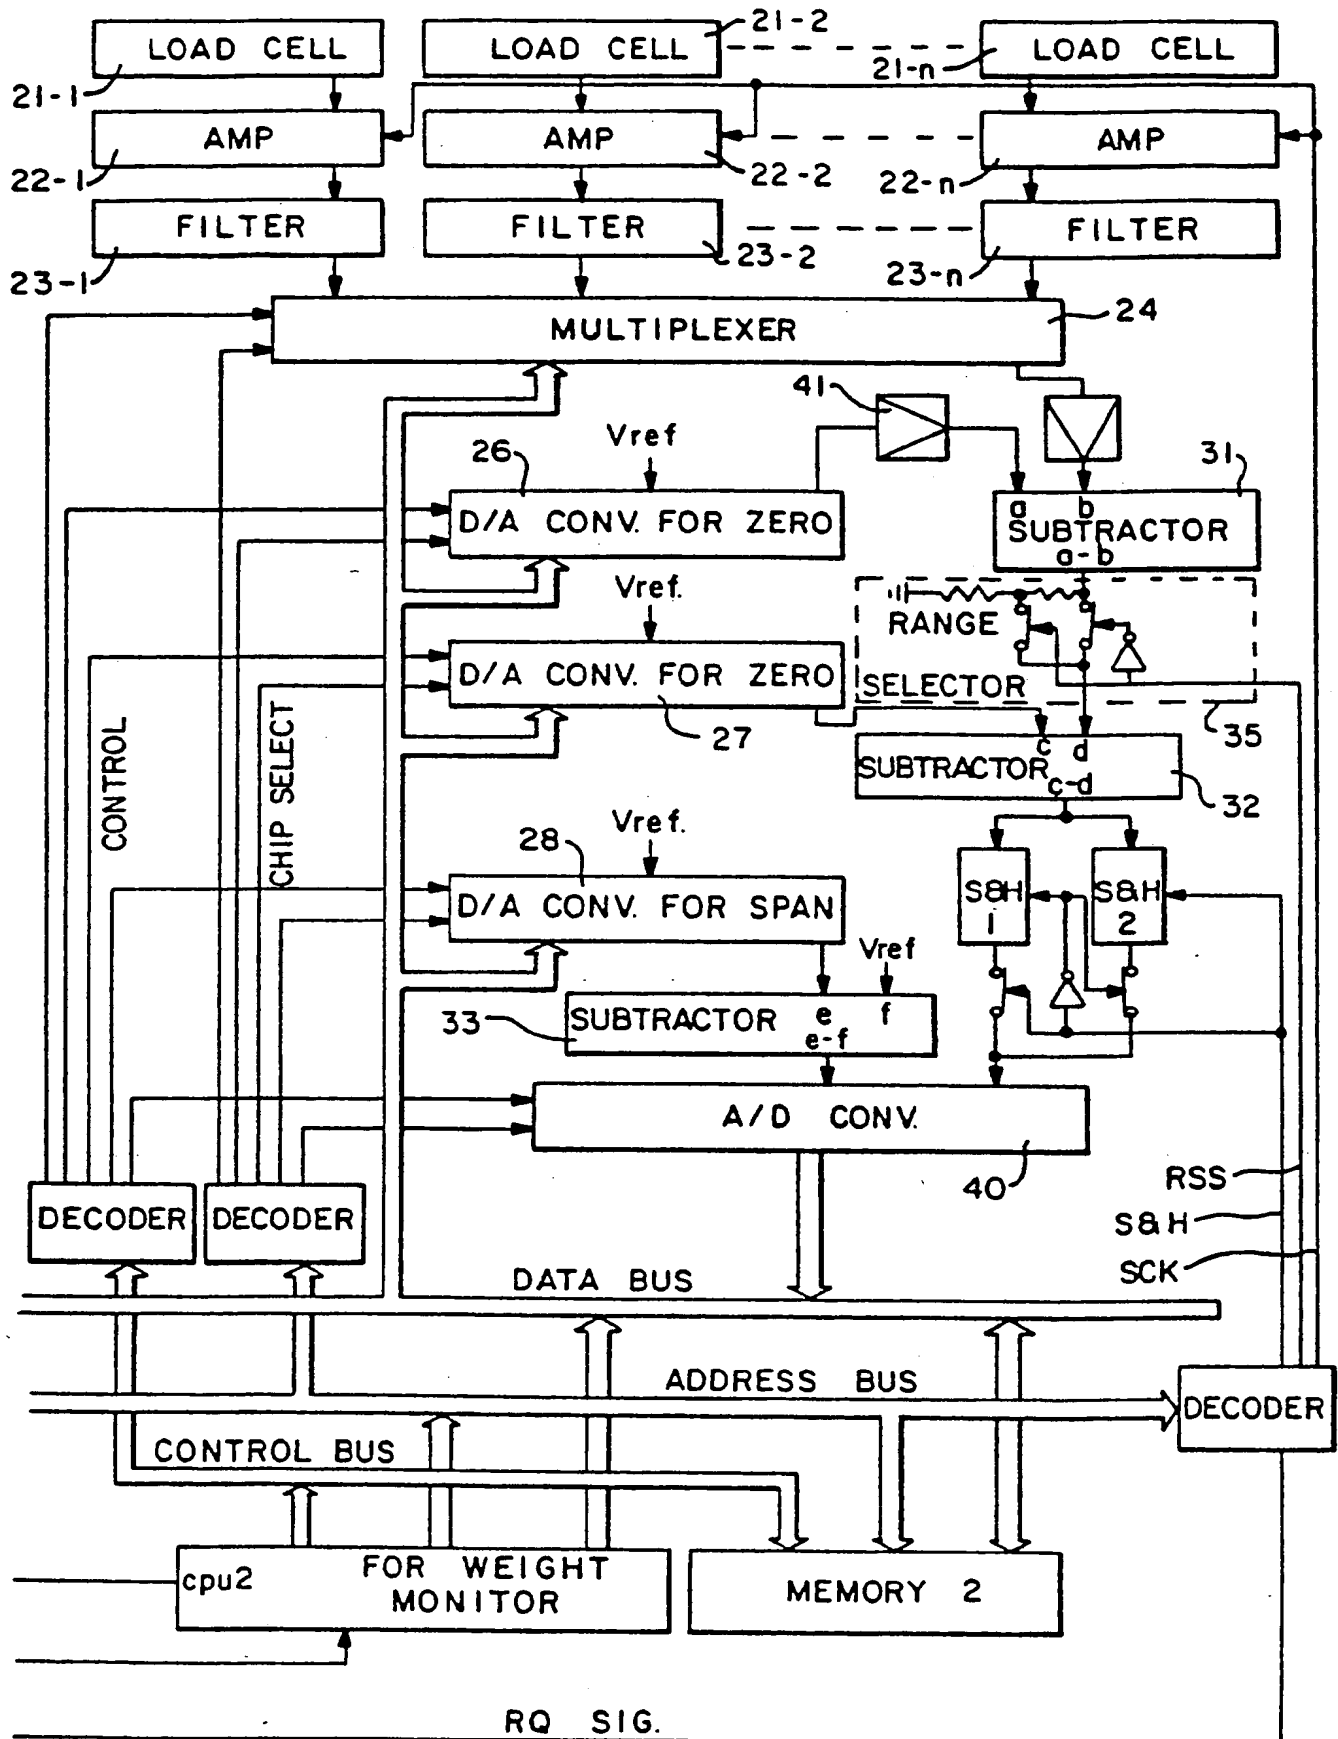 21-2
LOAD CELL
LOAD CELL
LOAD CELL
21-1
21-n
AMP
AMP
AMP
22-1
22-2
22-n
FILTER
FILTER
FILTER
23-1
23-2
23-n
MULTIPLEXER
24
41
Vref
26
31
D/A CONV. FOR ZERO
a b
SUBTRACTOR
a-b
Vref.
RANGE
SELECTOR
D/A CONV. FOR ZERO
27
35
CONTROL
CHIP SELECT
c d
SUBTRACTOR
c-d
32
Vref.
28
D/A CONV. FOR SPAN
S&H
1
S&H
2
Vref
33
SUBTRACTOR e f
e-f
A/D CONV.
40
RSS
S&H
SCK
DECODER
DECODER
DATA BUS
ADDRESS BUS
DECODER
CONTROL BUS
cpu2
FOR WEIGHT
MONITOR
MEMORY 2
RQ SIG.